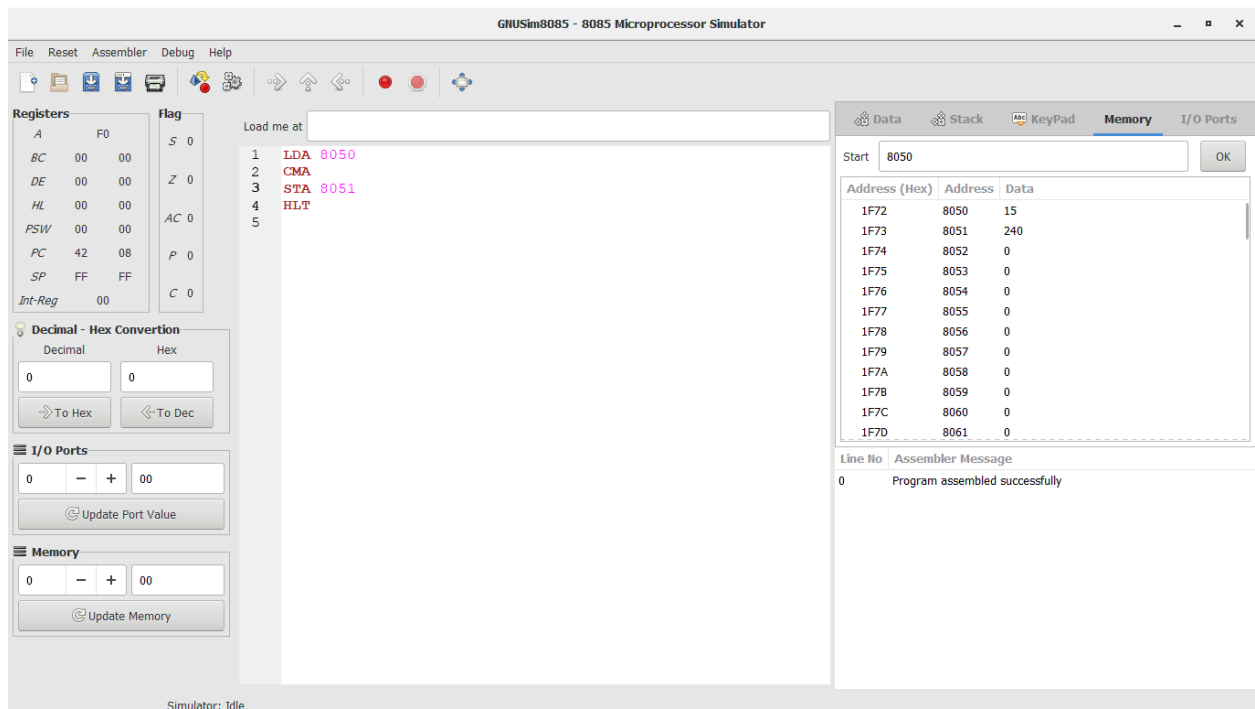 GNUSim8085 - 8085 Microprocessor Simulator
File Reset Assembler Debug Help
Registers
A F0
BC 00 00
DE 00 00
HL 00 00
PSW 00 00
PC 42 08
SP FF FF
Int-Reg 00
Flag
S 0
Z 0
AC 0
P 0
C 0
Decimal - Hex Convertion
Decimal Hex
0 0
To Hex To Dec
I/O Ports
0 − + 00
Update Port Value
Memory
0 − + 00
Update Memory
Load me at
1 LDA 8050
2 CMA
3 STA 8051
4 HLT
5
Data Stack Abc KeyPad Memory I/O Ports
Start 8050 OK
Address (Hex) Address Data
1F72 8050 15
1F73 8051 240
1F74 8052 0
1F75 8053 0
1F76 8054 0
1F77 8055 0
1F78 8056 0
1F79 8057 0
1F7A 8058 0
1F7B 8059 0
1F7C 8060 0
1F7D 8061 0
Line No Assembler Message
0 Program assembled successfully
Simulator: Idle